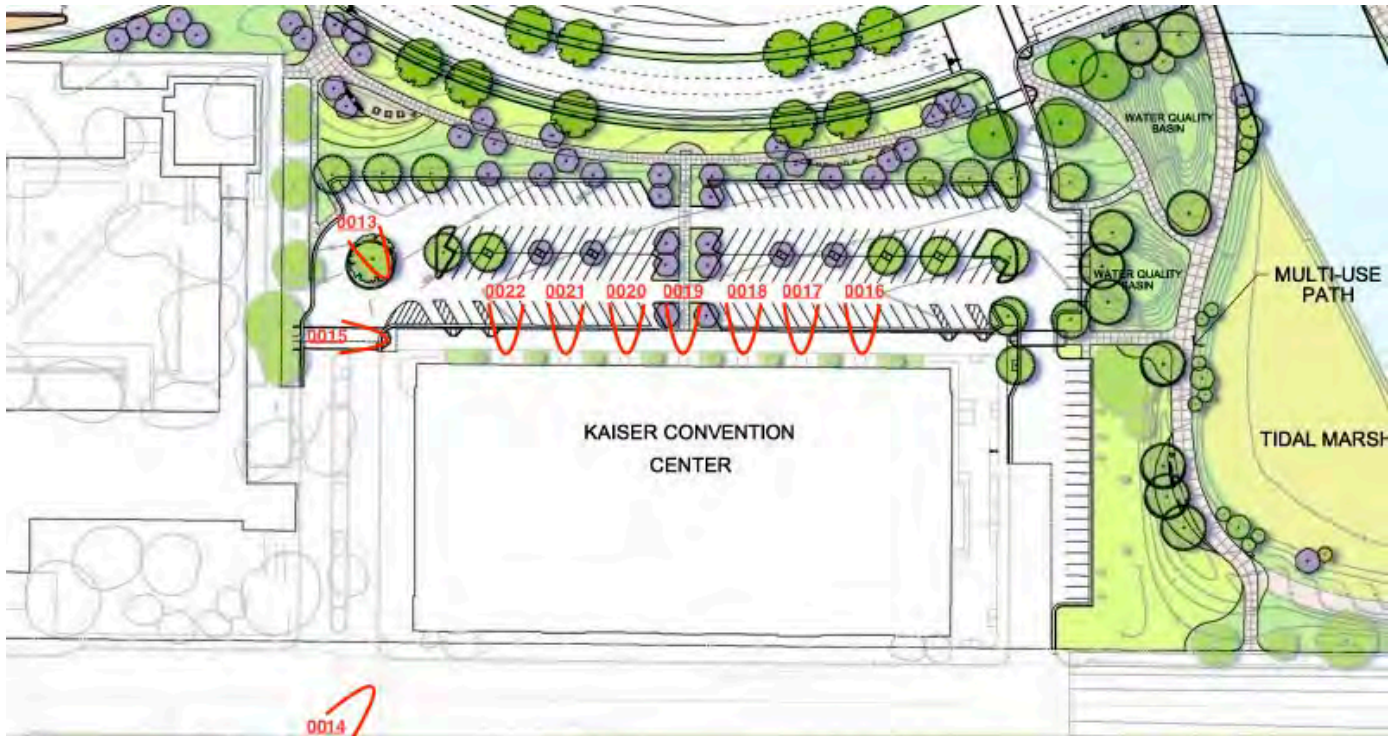 WATER QUALITY
BASIN
0013
WATER QUALITY
BASIN
MULTI-USE
PATH
0022 0021 0020 0019 0018 0017 0016
0015
KAISER CONVENTION
CENTER
TIDAL MARSH
0014